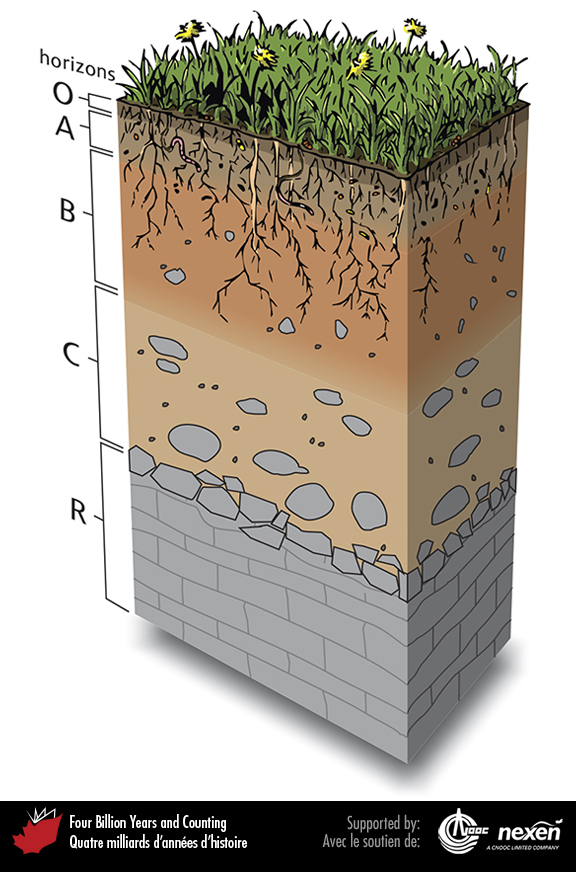 horizons
O
A
B
C
R
Four Billion Years and Counting
Quatre milliards d'années d'histoire
Supported by:
Avec le soutien de:
CNOOC
nexen
A CNOOC LIMITED COMPANY